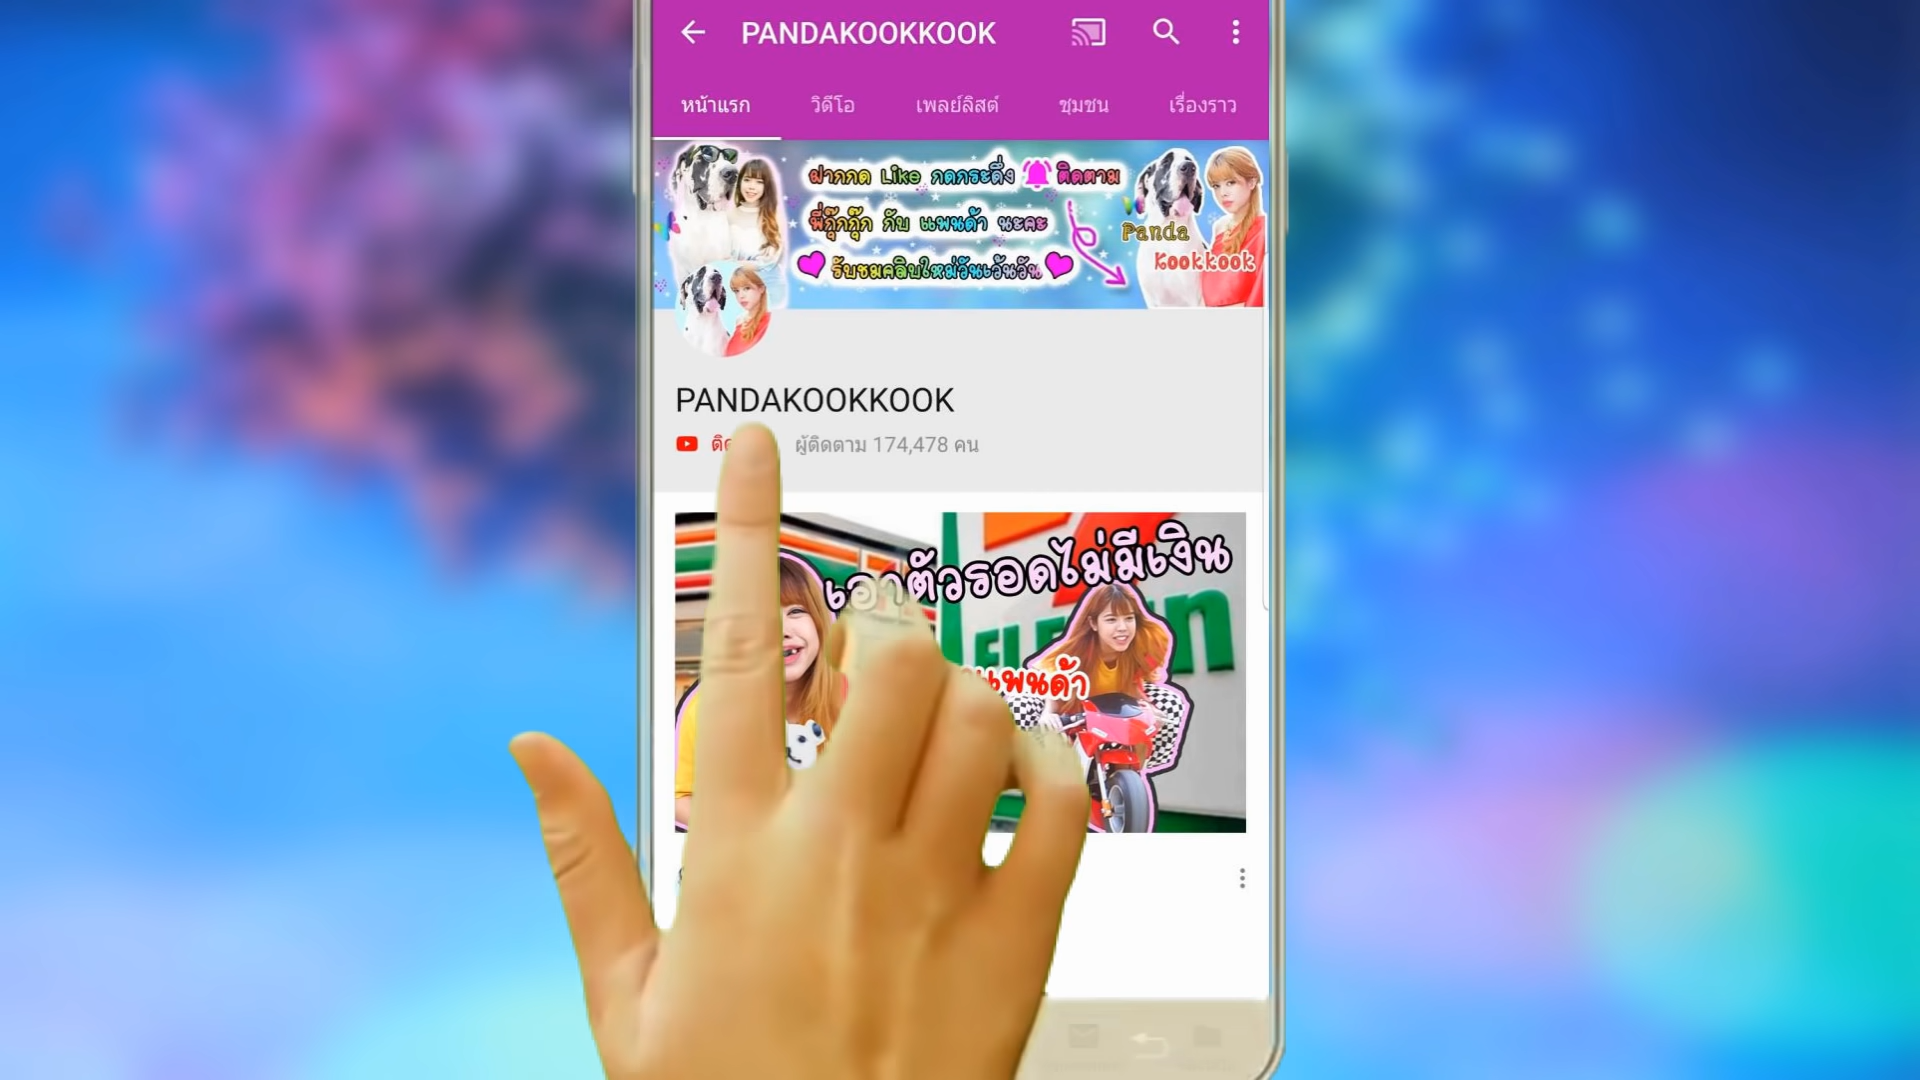 PANDAKOOKKOOK
หน้าแรก วิดีโอ เพลย์ลิสต์ ชุมชน เรื่องราว
ฝากกด Like กดกระดิ่ง ติดตาม
พี่กุ๊กกุ๊ก กับ แพนด้า นะคะ
รับชมคลิปใหม่วันเว้นวัน
Panda
Kookkook
PANDAKOOKKOOK
ผู้ติดตาม 174,478 คน
เอาตัวรอดไม่มีเงิน
แพนด้า